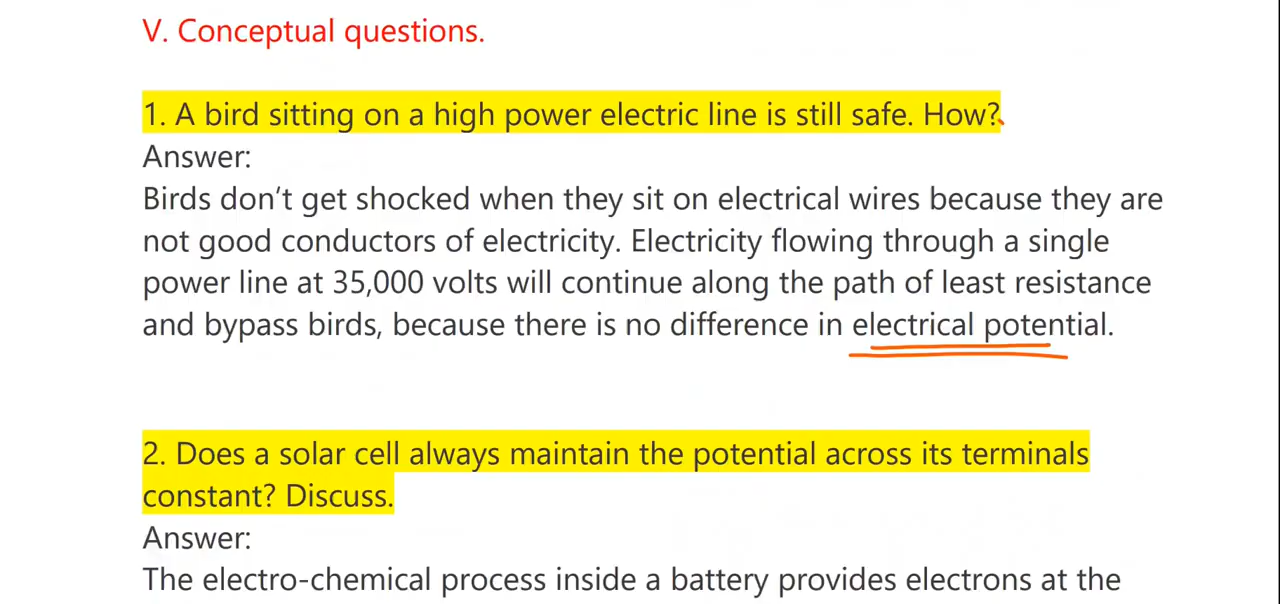 V. Conceptual questions.
1. A bird sitting on a high power electric line is still safe. How?
Answer:
Birds don’t get shocked when they sit on electrical wires because they are
not good conductors of electricity. Electricity flowing through a single
power line at 35,000 volts will continue along the path of least resistance
and bypass birds, because there is no difference in electrical potential.
2. Does a solar cell always maintain the potential across its terminals
constant? Discuss.
Answer:
The electro-chemical process inside a battery provides electrons at the